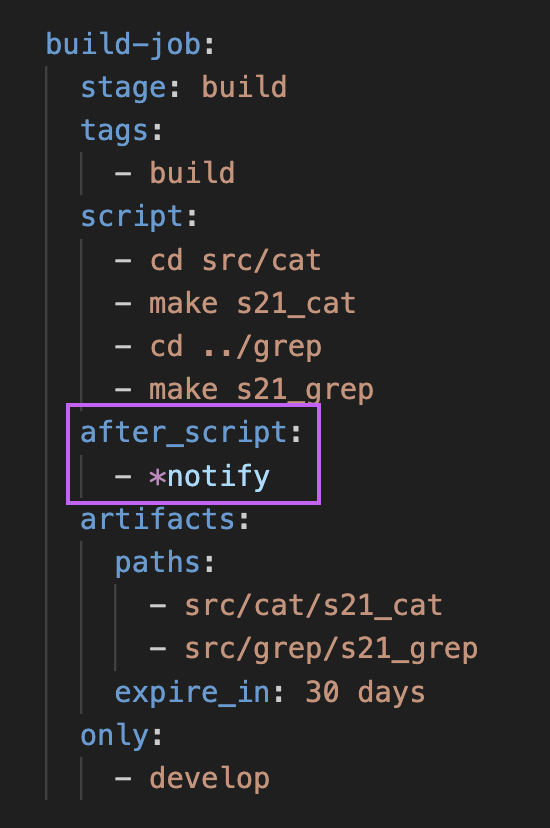 build-job:
stage: build
tags:
- build
script:
- cd src/cat
- make s21_cat
- cd ../grep
- make s21_grep
after_script:
- *notify
artifacts:
paths:
- src/cat/s21_cat
- src/grep/s21_grep
expire_in: 30 days
only:
- develop